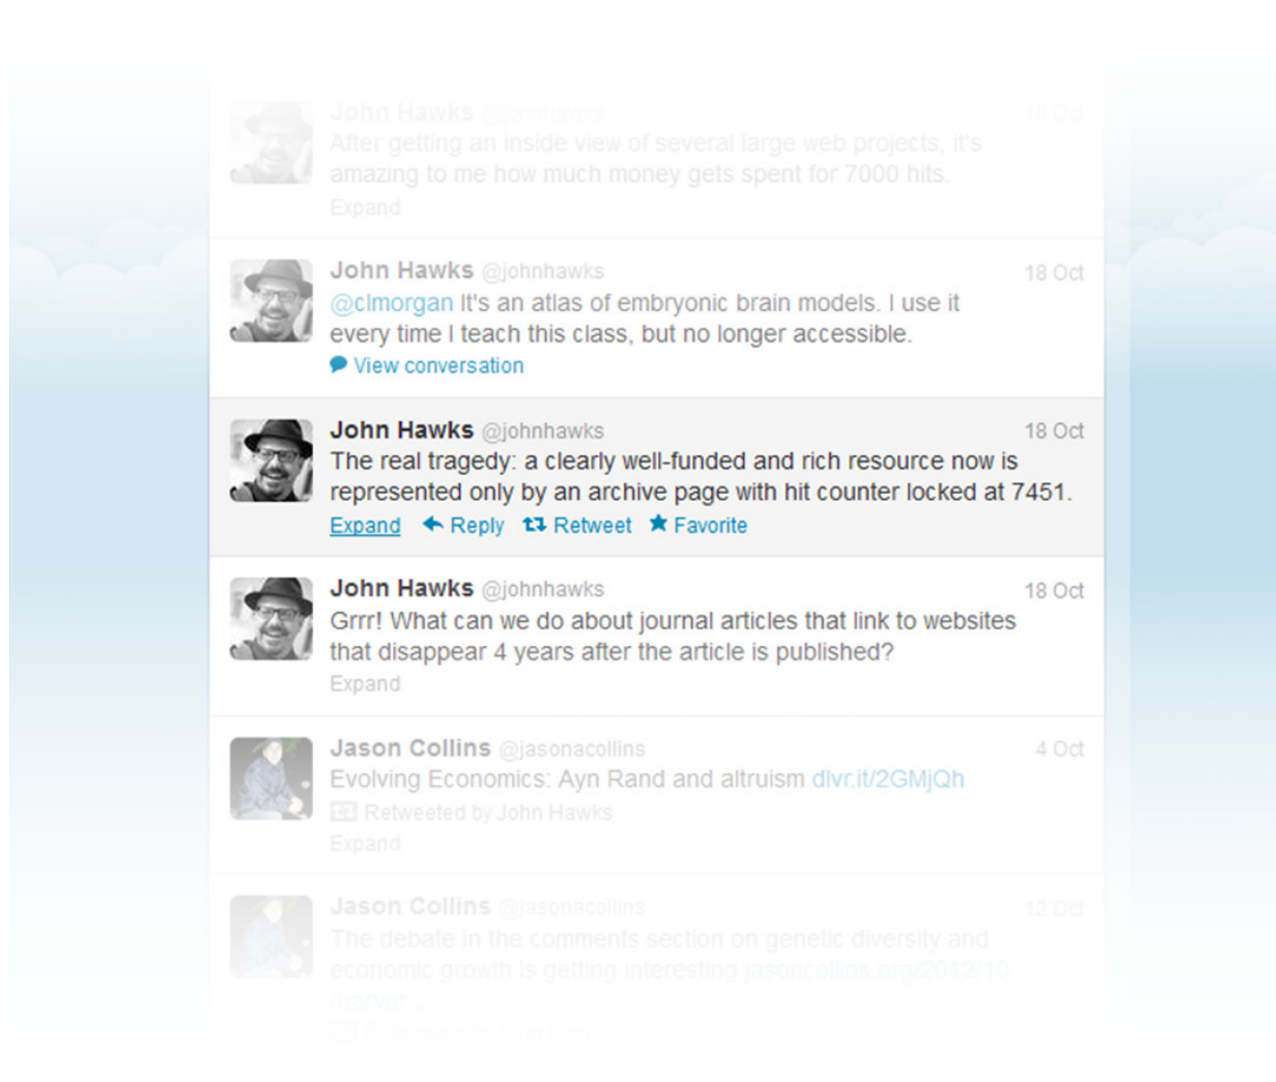 John Hawks @johnhawks 18 Oct
After getting an inside view of several large web projects, it's
amazing to me how much money gets spent for 7000 hits.
Expand
John Hawks @johnhawks 18 Oct
@clmorgan It's an atlas of embryonic brain models. I use it
every time I teach this class, but no longer accessible.
View conversation
John Hawks @johnhawks 18 Oct
The real tragedy: a clearly well-funded and rich resource now is
represented only by an archive page with hit counter locked at 7451.
Expand Reply Retweet Favorite
John Hawks @johnhawks 18 Oct
Grrr! What can we do about journal articles that link to websites
that disappear 4 years after the article is published?
Expand
Jason Collins @jasonacollins 4 Oct
Evolving Economics: Ayn Rand and altruism dlvr.it/2GMjQh
Retweeted by John Hawks
Expand
Jason Collins @jasonacollins 12 Oct
The debate in the comments section on genetic diversity and
economic growth is getting interesting jasoncollins.org/2012/10
/harvar...
Retweeted by John Hawks